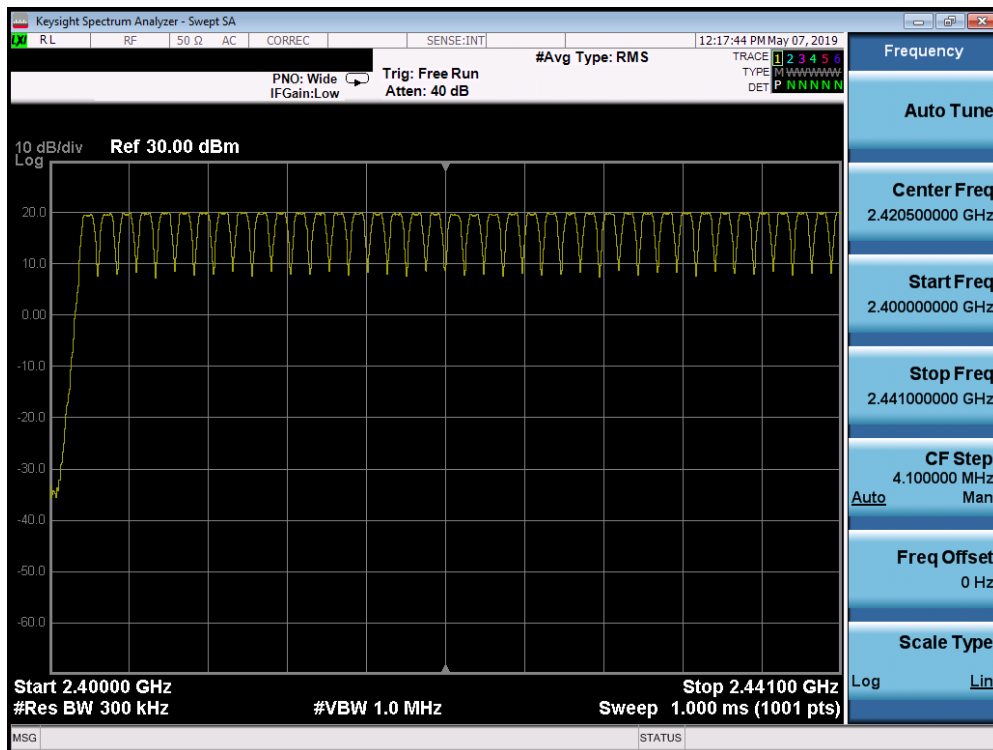 Keysight Spectrum Analyzer - Swept SA
LXI RL RF 50 Ω AC CORREC SENSE:INT 12:17:44 PM May 07, 2019
Frequency
#Avg Type: RMS TRACE 1 2 3 4 5 6
PNO: Wide Trig: Free Run TYPE M WWWWW
IFGain:Low Atten: 40 dB DET P N N N N N
Auto Tune
10 dB/div Ref 30.00 dBm
Log
20.0
10.0
0.00
-10.0
-20.0
-30.0
-40.0
-50.0
-60.0
Center Freq
2.420500000 GHz
Start Freq
2.400000000 GHz
Stop Freq
2.441000000 GHz
CF Step
4.100000 MHz
Auto Man
Freq Offset
0 Hz
Scale Type
Log Lin
Start 2.40000 GHz Stop 2.44100 GHz
#Res BW 300 kHz #VBW 1.0 MHz Sweep 1.000 ms (1001 pts)
MSG STATUS